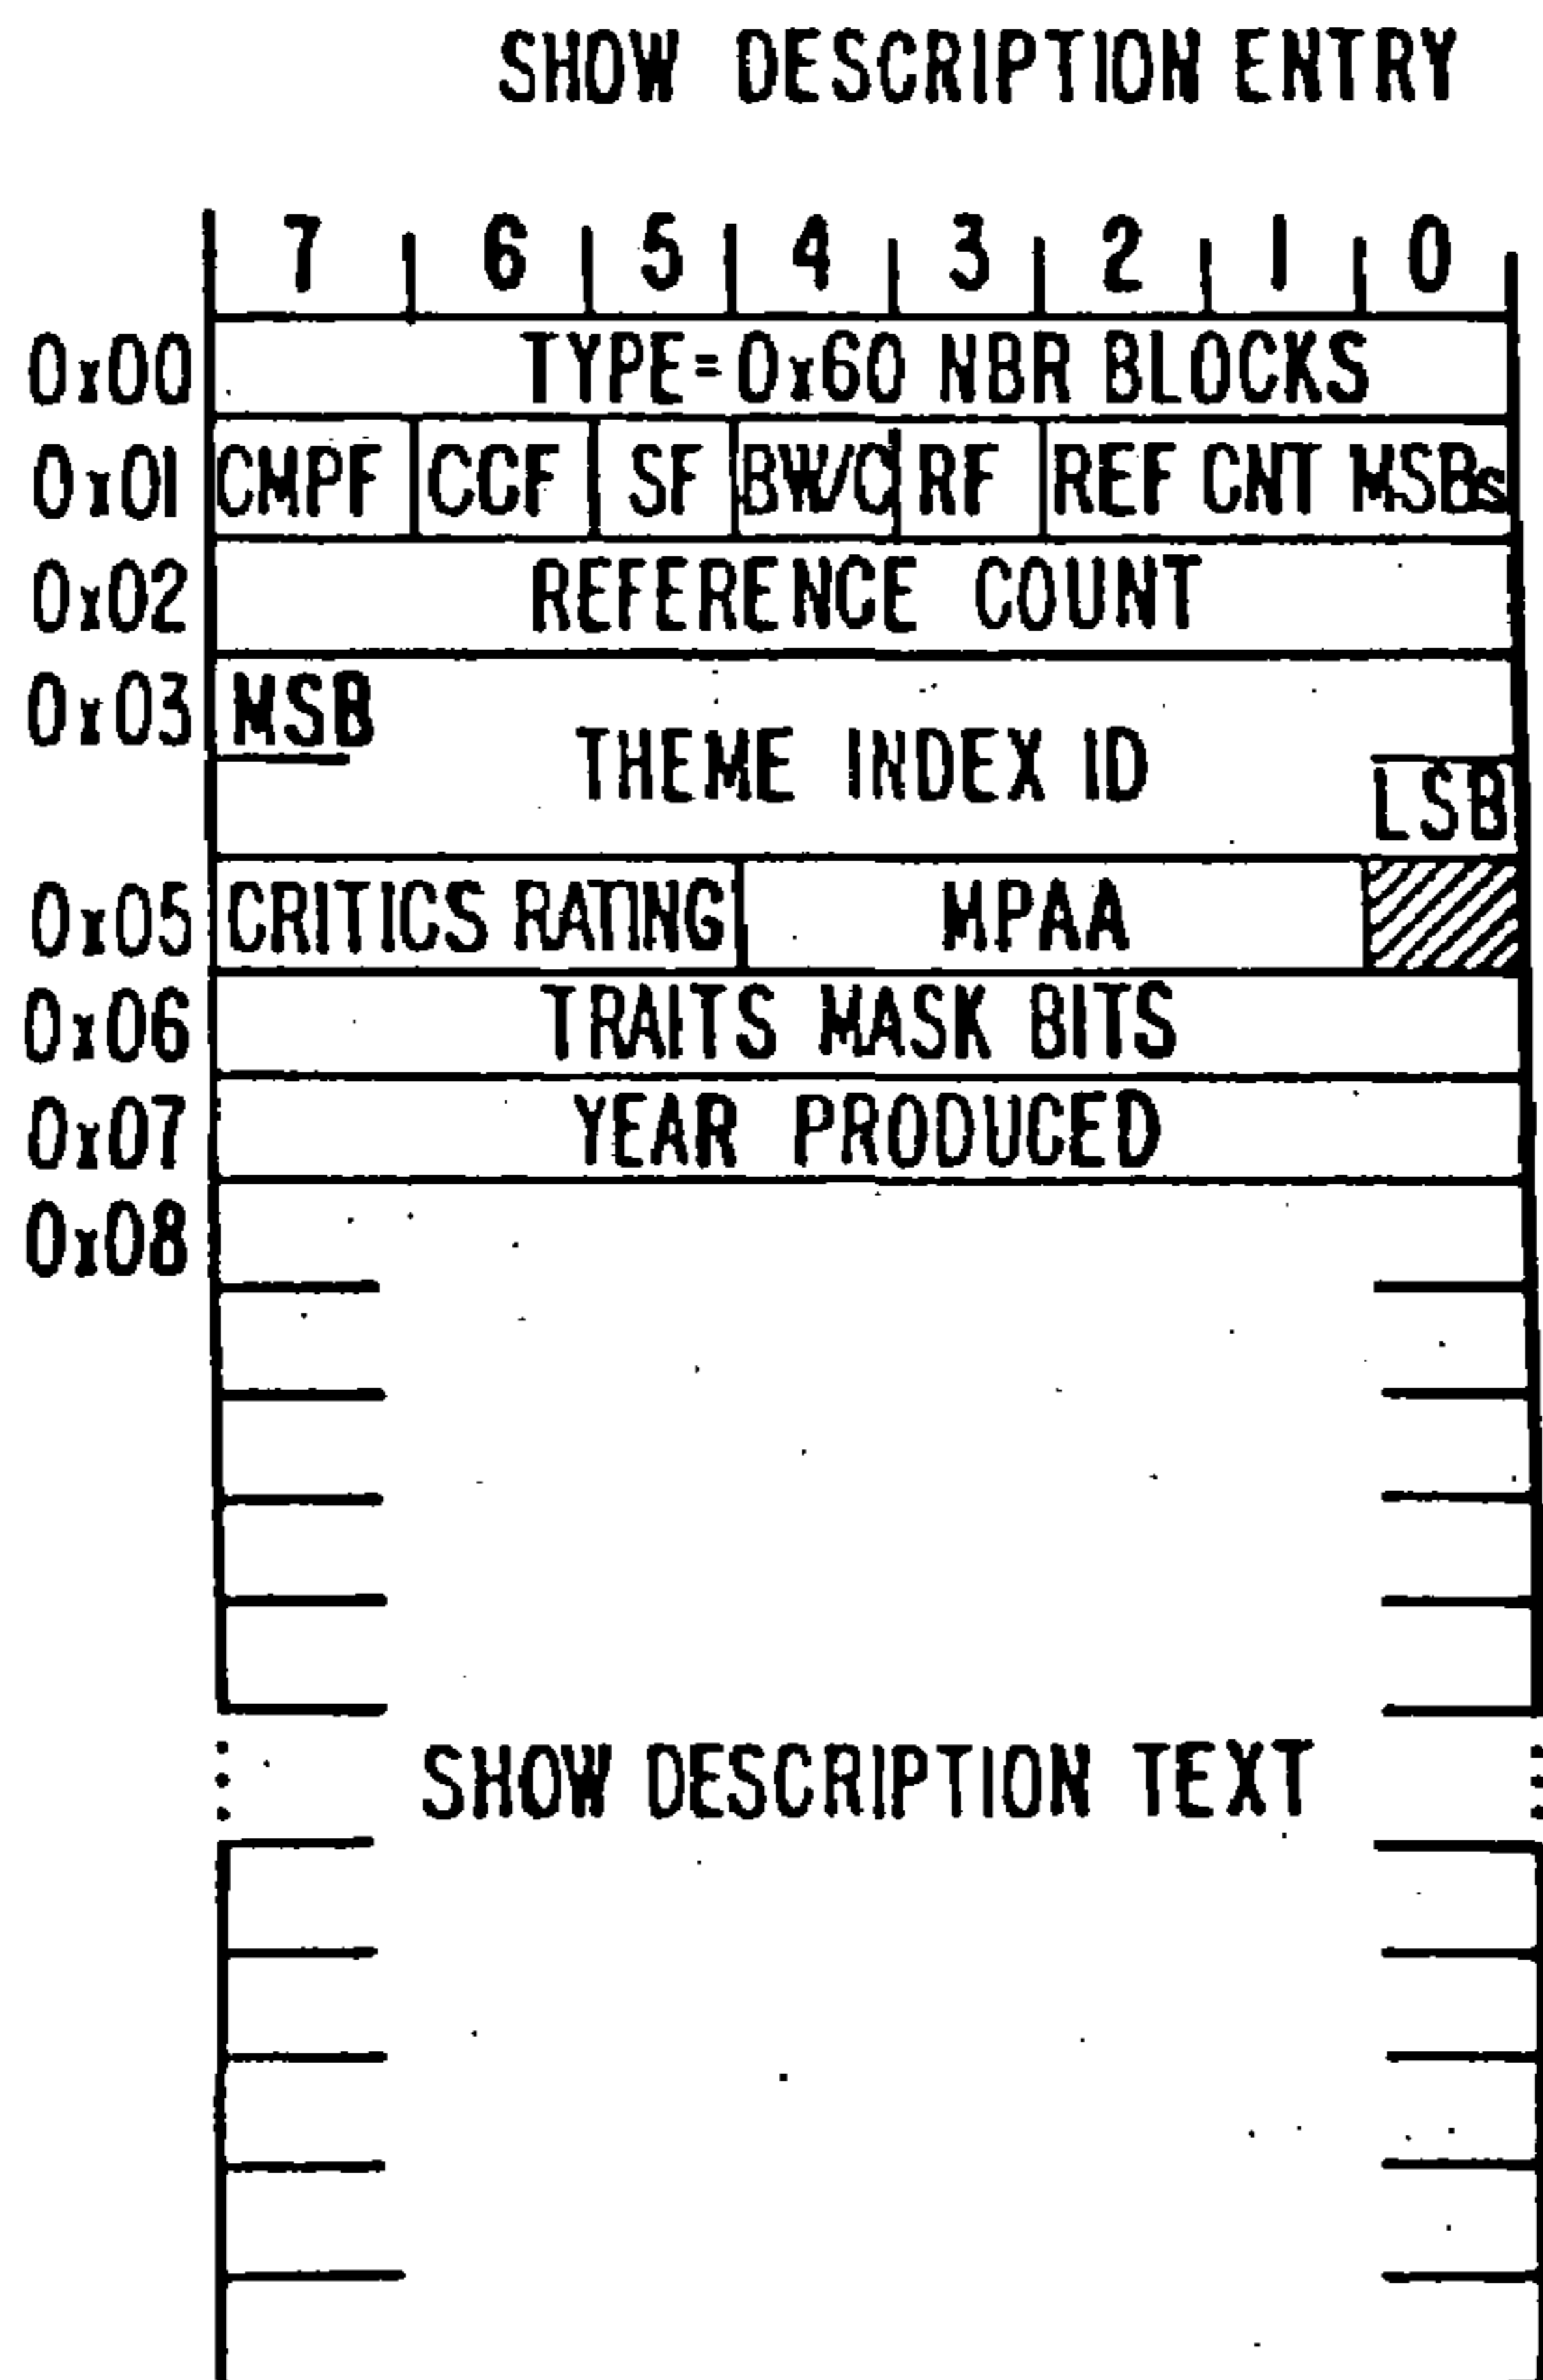 SHOW DESCRIPTION ENTRY
7 6 5 4 3 2 1 0
0x00 TYPE=0x60 NBR BLOCKS
0x01 CMPF CCF SF BW/C RF REF CNT MSBs
0x02 REFERENCE COUNT
0x03 MSB
THEME INDEX ID
LSB
0x05 CRITICS RATING MPAA
0x06 TRAITS MASK BITS
0x07 YEAR PRODUCED
0x08
SHOW DESCRIPTION TEXT